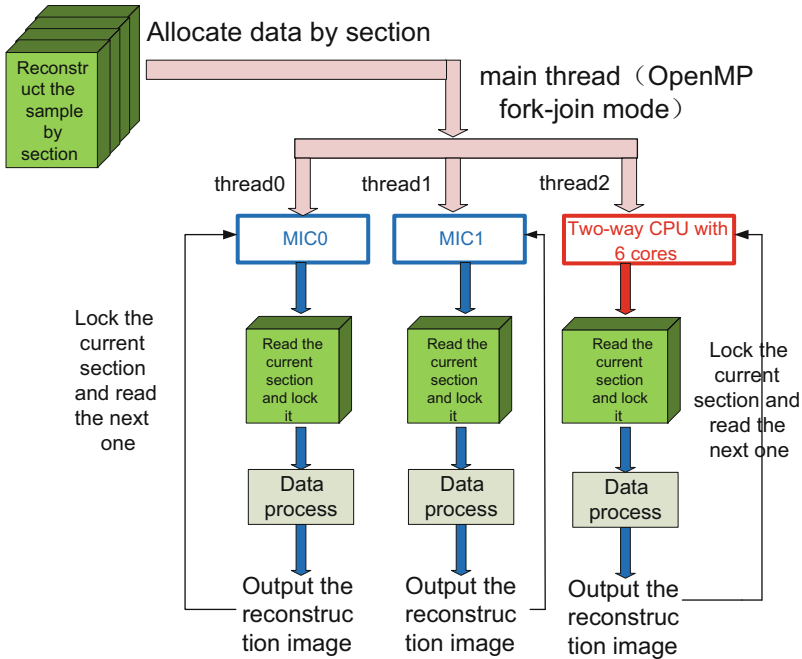 Allocate data by section
Reconstr
uct the
sample
by
section
main thread（OpenMP
fork-join mode）
thread0
thread1
thread2
MIC0
MIC1
Two-way CPU with
6 cores
Lock the
current
section
and read
the next
one
Read the
current
section
and lock
it
Read the
current
section
and lock
it
Read the
current
section
and lock
it
Lock the
current
section and
read the
next one
Data
process
Data
process
Data
process
Output the
reconstruc
tion image
Output the
reconstruc
tion image
Output the
reconstruc
tion image